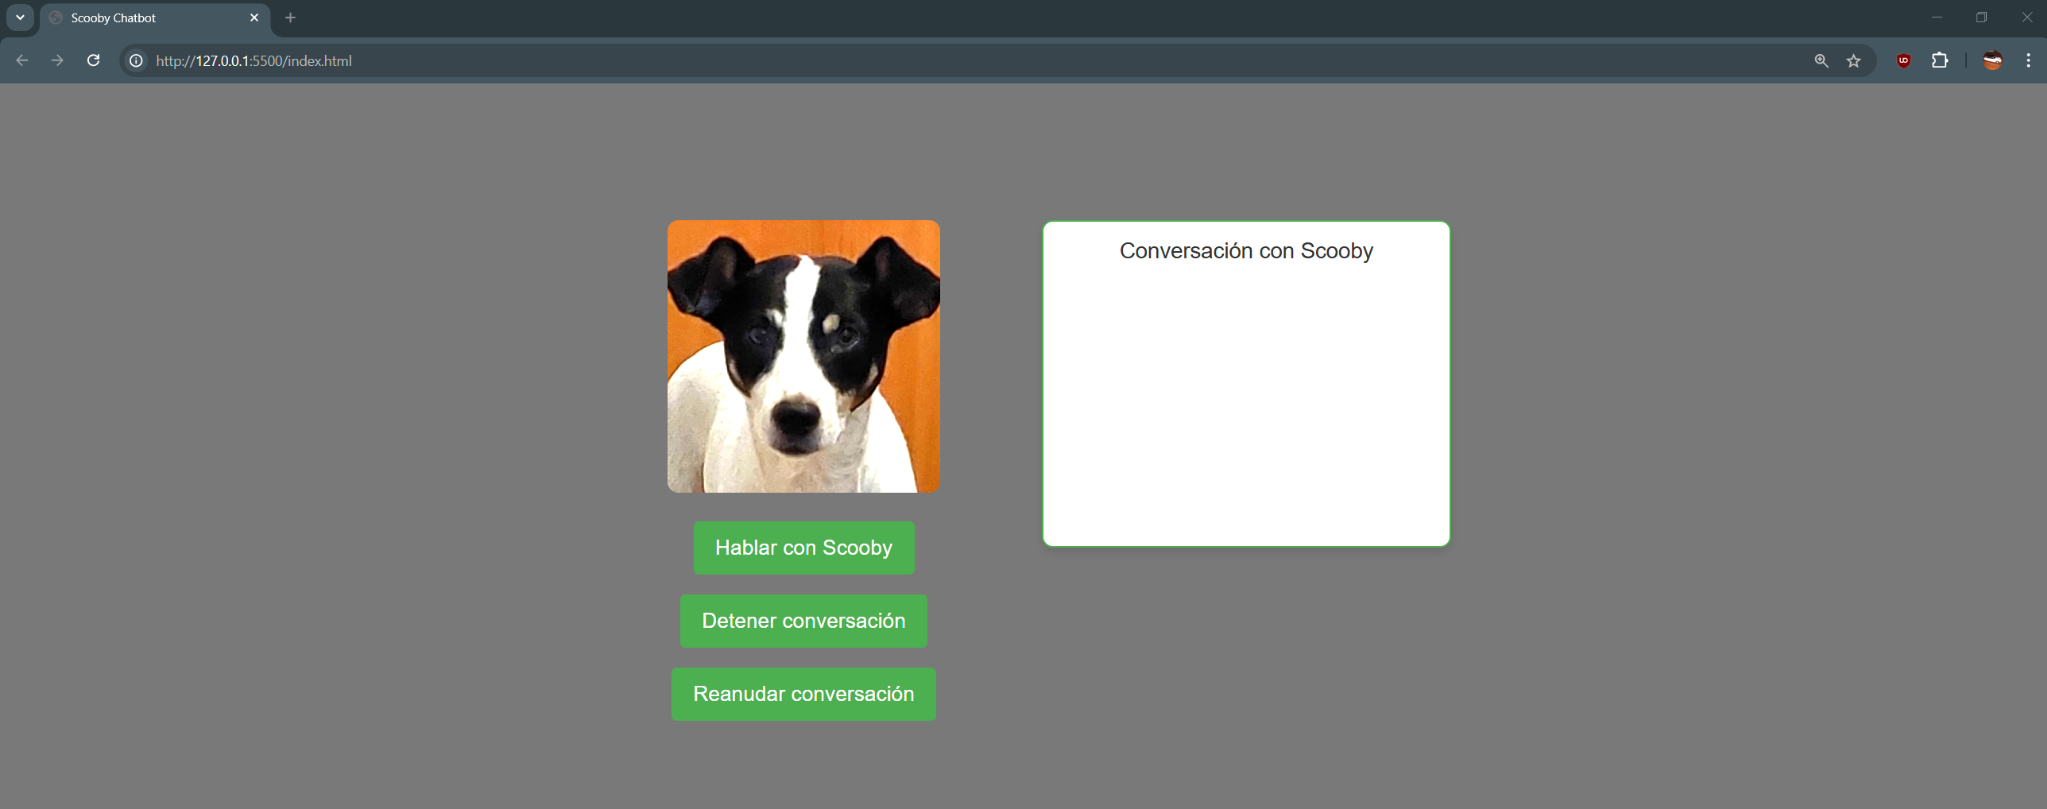 Scooby Chatbot
http://127.0.0.1:5500/index.html
Conversación con Scooby
Hablar con Scooby
Detener conversación
Reanudar conversación